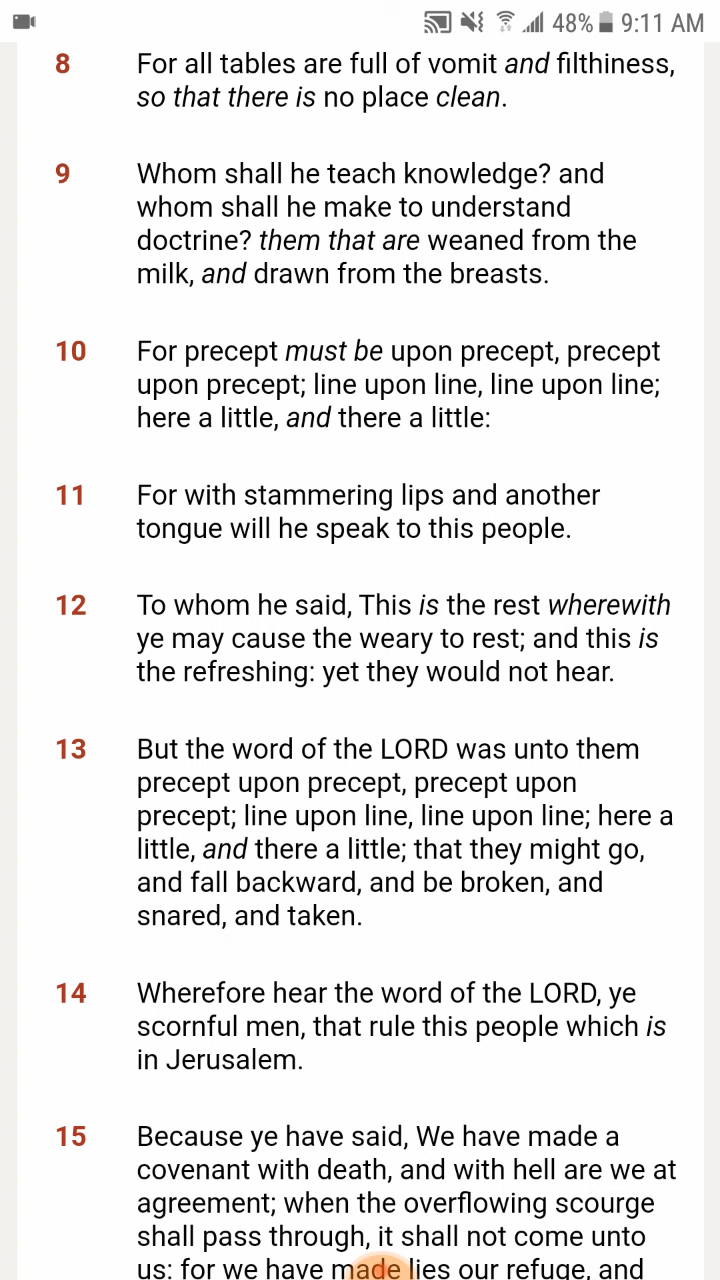 48% 9:11 AM
8 For all tables are full of vomit and filthiness,
so that there is no place clean.
9 Whom shall he teach knowledge? and
whom shall he make to understand
doctrine? them that are weaned from the
milk, and drawn from the breasts.
10 For precept must be upon precept, precept
upon precept; line upon line, line upon line;
here a little, and there a little:
11 For with stammering lips and another
tongue will he speak to this people.
12 To whom he said, This is the rest wherewith
ye may cause the weary to rest; and this is
the refreshing: yet they would not hear.
13 But the word of the LORD was unto them
precept upon precept, precept upon
precept; line upon line, line upon line; here a
little, and there a little; that they might go,
and fall backward, and be broken, and
snared, and taken.
14 Wherefore hear the word of the LORD, ye
scornful men, that rule this people which is
in Jerusalem.
15 Because ye have said, We have made a
covenant with death, and with hell are we at
agreement; when the overflowing scourge
shall pass through, it shall not come unto
us: for we have made lies our refuge, and